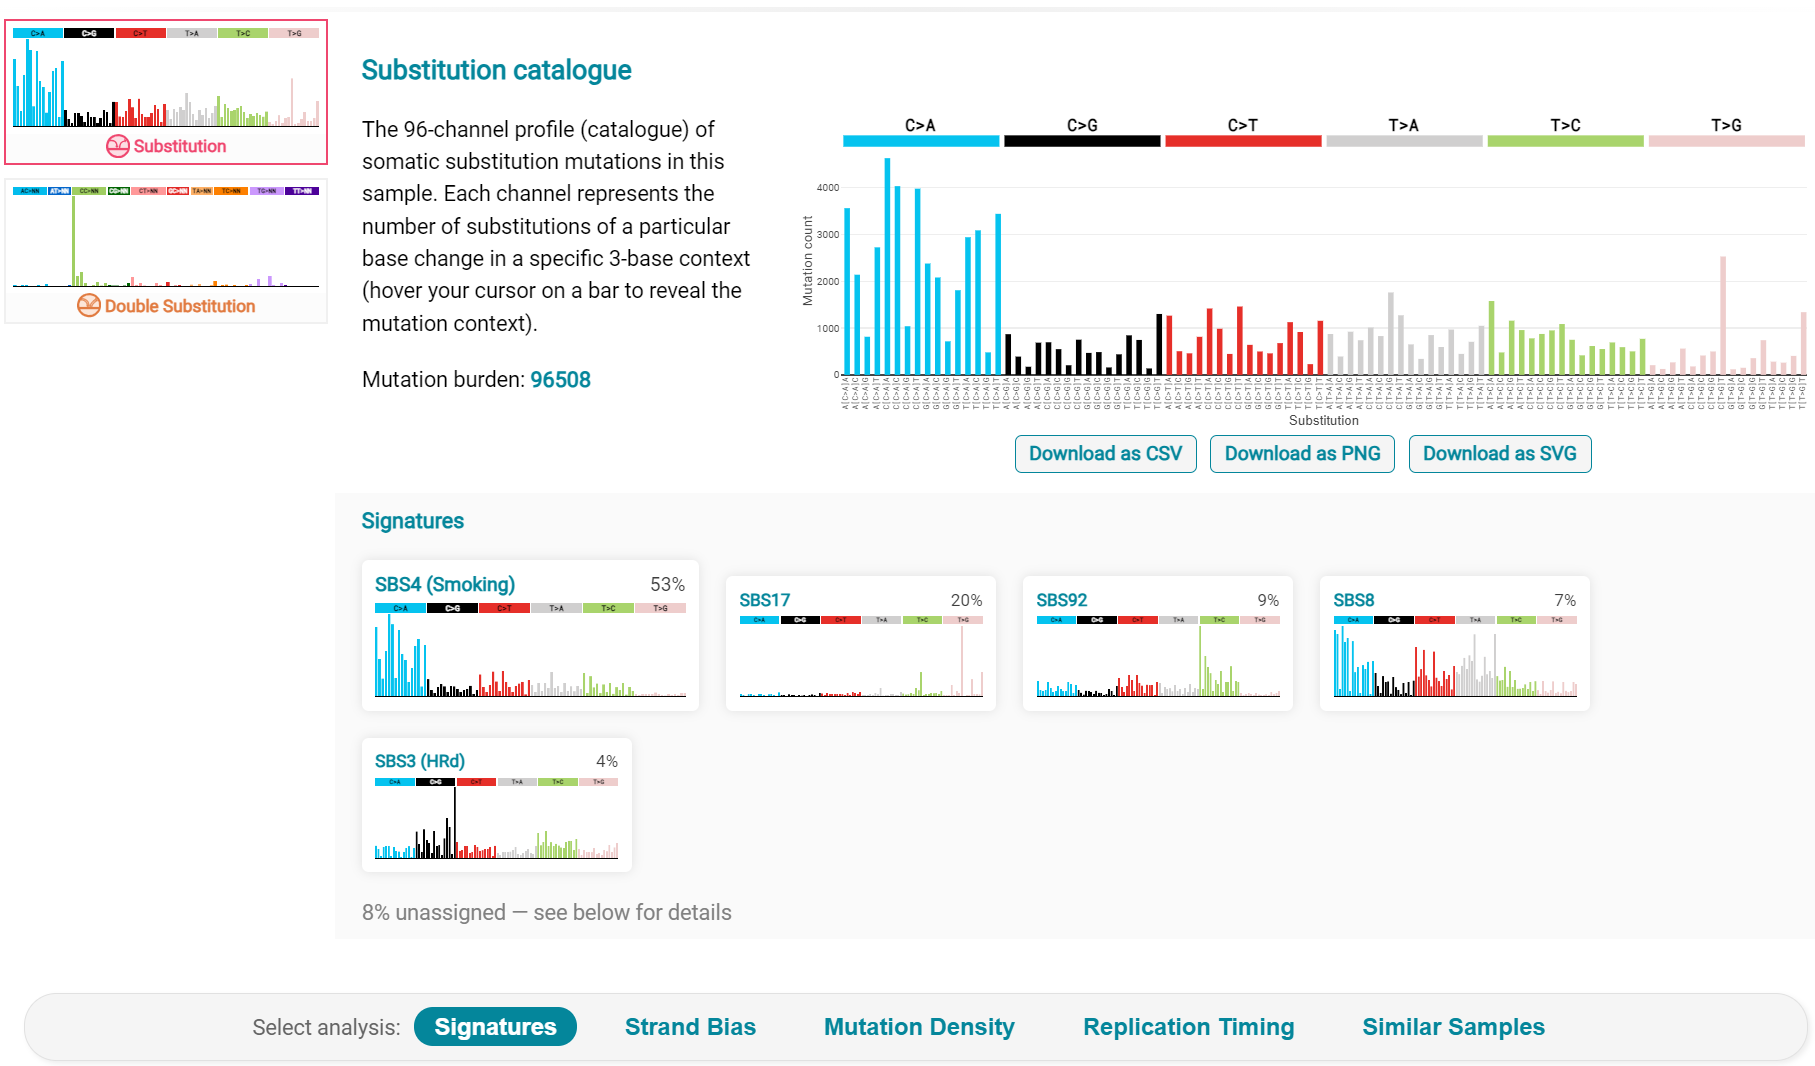 C>A C>G C>T T>A T>C T>G
Substitution
AC>NN AT>NN CC>NN CG>NN CT>NN GC>NN TA>NN TC>NN TG>NN TT>NN
Double Substitution
Substitution catalogue
The 96-channel profile (catalogue) of
somatic substitution mutations in this
sample. Each channel represents the
number of substitutions of a particular
base change in a specific 3-base context
(hover your cursor on a bar to reveal the
mutation context).
Mutation burden: 96508
C>A C>G C>T T>A T>C T>G
Mutation count
4000
3000
2000
1000
0
Substitution
Download as CSV Download as PNG Download as SVG
Signatures
SBS4 (Smoking) 53%
C>A C>G C>T T>A T>C T>G
SBS17 20%
C>A C>G C>T T>A T>C T>G
SBS92 9%
C>A C>G C>T T>A T>C T>G
SBS8 7%
C>A C>G C>T T>A T>C T>G
SBS3 (HRd) 4%
C>A C>G C>T T>A T>C T>G
8% unassigned — see below for details
Select analysis: Signatures Strand Bias Mutation Density Replication Timing Similar Samples